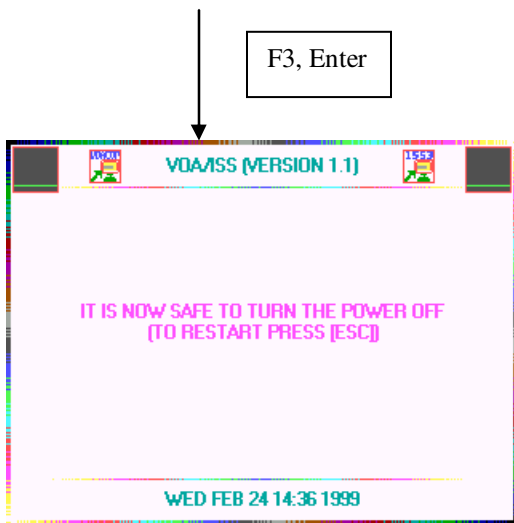 F3, Enter
VOA/ISS (VERSION 1.1)
1553
IT IS NOW SAFE TO TURN THE POWER OFF
(TO RESTART PRESS [ESC])
WED FEB 24 14:36 1999